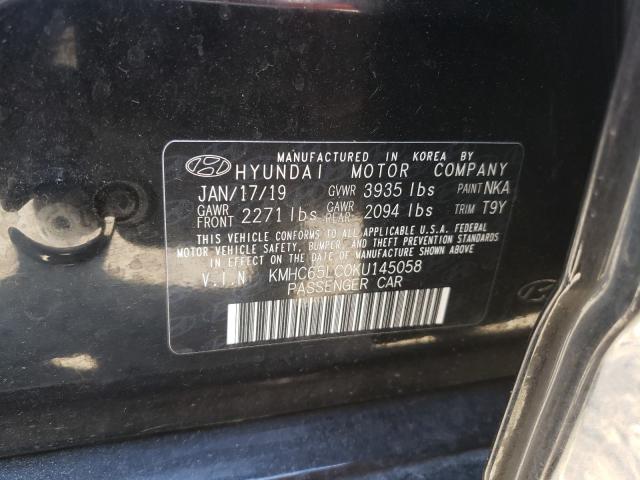 MANUFACTURED IN KOREA BY
HYUNDAI MOTOR COMPANY
JAN/17/19 GVWR 3935 lbs PAINT NKA
GAWR FRONT 2271 lbs GAWR REAR 2094 lbs TRIM T9Y
THIS VEHICLE CONFORMS TO ALL APPLICABLE U.S.A. FEDERAL
MOTOR VEHICLE SAFETY, BUMPER, AND THEFT PREVENTION STANDARDS
IN EFFECT ON THE DATE OF MANUFACTURE SHOWN ABOVE
V.I.N. KMHC65LC0KU145058
PASSENGER CAR